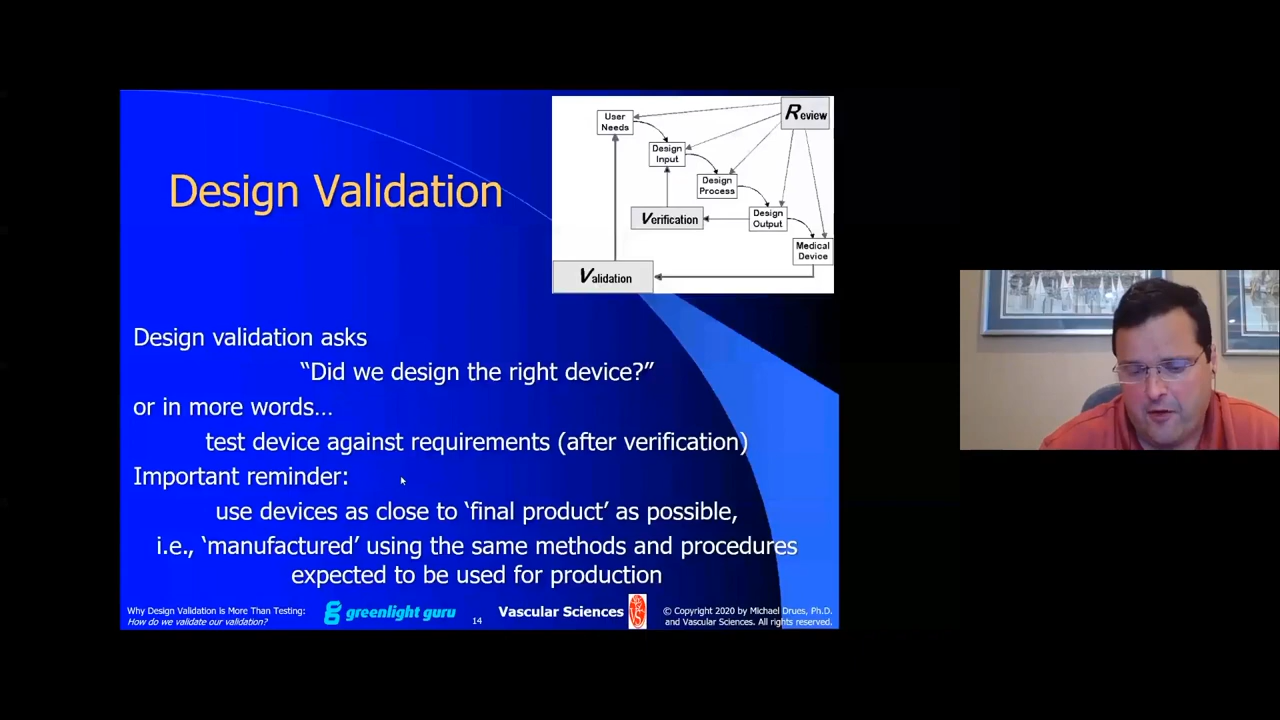 Design Validation
User
Needs
Review
Design
Input
Design
Process
Verification
Design
Output
Medical
Device
Validation
Design validation asks
“Did we design the right device?”
or in more words…
test device against requirements (after verification)
Important reminder:
use devices as close to ‘final product’ as possible,
i.e., ‘manufactured’ using the same methods and procedures
expected to be used for production
Why Design Validation Is More Than Testing:
How do we validate our validation?
greenlight guru
14
Vascular Sciences
© Copyright 2020 by Michael Drues, Ph.D.
and Vascular Sciences. All rights reserved.